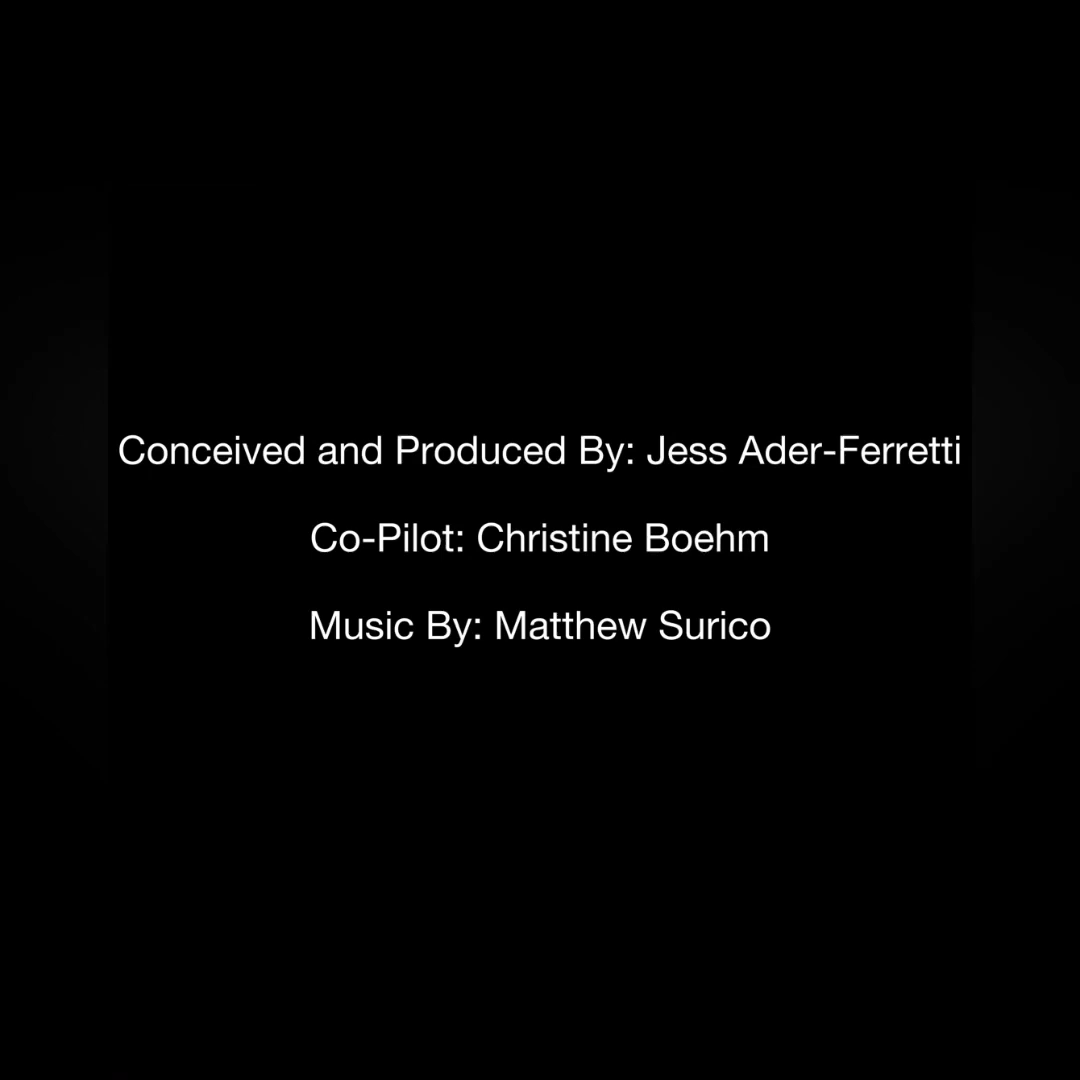 Conceived and Produced By: Jess Ader-Ferretti
Co-Pilot: Christine Boehm
Music By: Matthew Surico